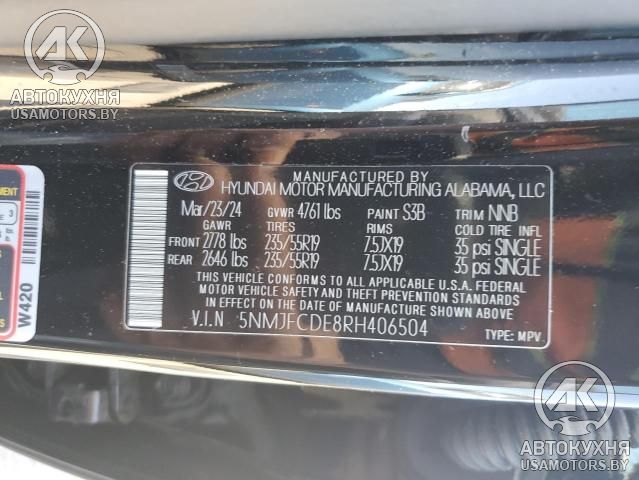 AK
АВТОКУХНЯ
USAMOTORS.BY
MANUFACTURED BY
HYUNDAI MOTOR MANUFACTURING ALABAMA, LLC
Mar/23/24 GVWR 4761 lbs PAINT S3B TRIM NNB
GAWR TIRES RIMS COLD TIRE INFL.
FRONT 2778 lbs 235/55R19 7.5JX19 35 psi SINGLE
REAR 2646 lbs 235/55R19 7.5JX19 35 psi SINGLE
THIS VEHICLE CONFORMS TO ALL APPLICABLE U.S.A. FEDERAL
MOTOR VEHICLE SAFETY AND THEFT PREVENTION STANDARDS
IN EFFECT ON THE DATE OF MANUFACTURE SHOWN ABOVE.
V.I.N 5NMJFCDE8RH406504
TYPE: MPV
W420
3
AK
АВТОКУХНЯ
USAMOTORS.BY